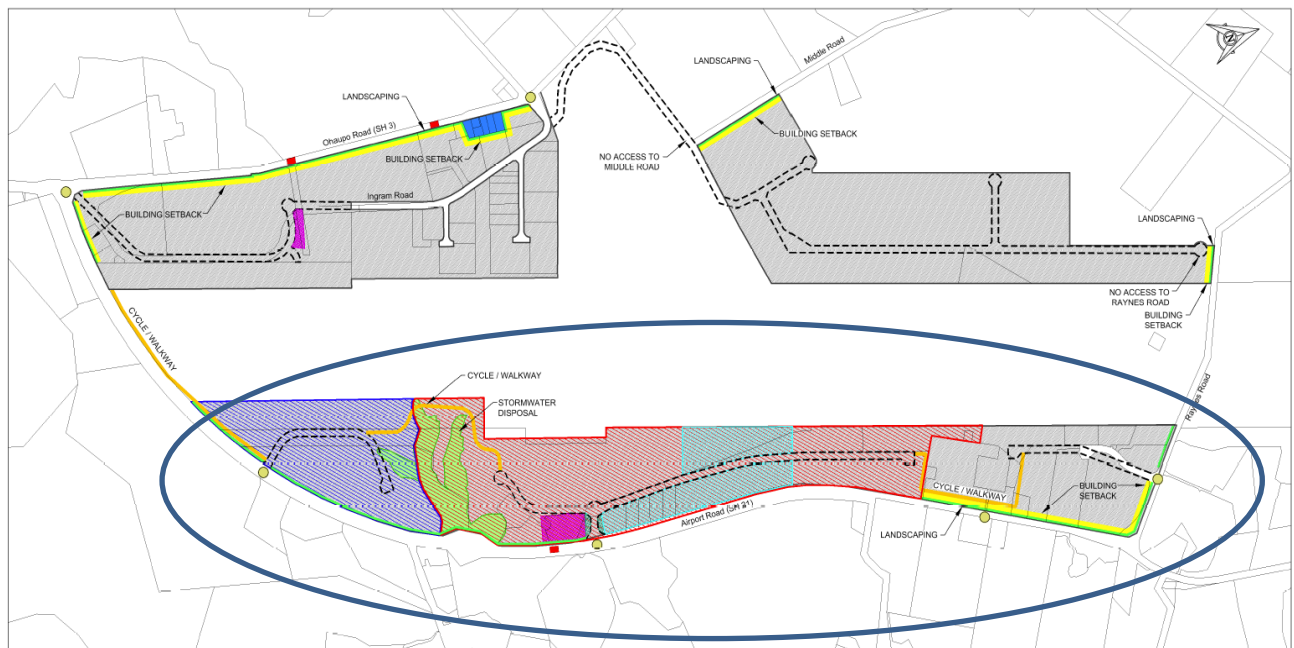 Middle Road
N
LANDSCAPING
LANDSCAPING
Ohaupo Road (SH 3)
BUILDING SETBACK
BUILDING SETBACK
NO ACCESS TO
MIDDLE ROAD
Ingram Road
BUILDING SETBACK
LANDSCAPING
NO ACCESS TO
RAYNES ROAD
BUILDING
SETBACK
CYCLE / WALKWAY
CYCLE / WALKWAY
STORMWATER
DISPOSAL
Raynes Road
CYCLE / WALKWAY
BUILDING
SETBACK
Airport Road (SH 21)
LANDSCAPING